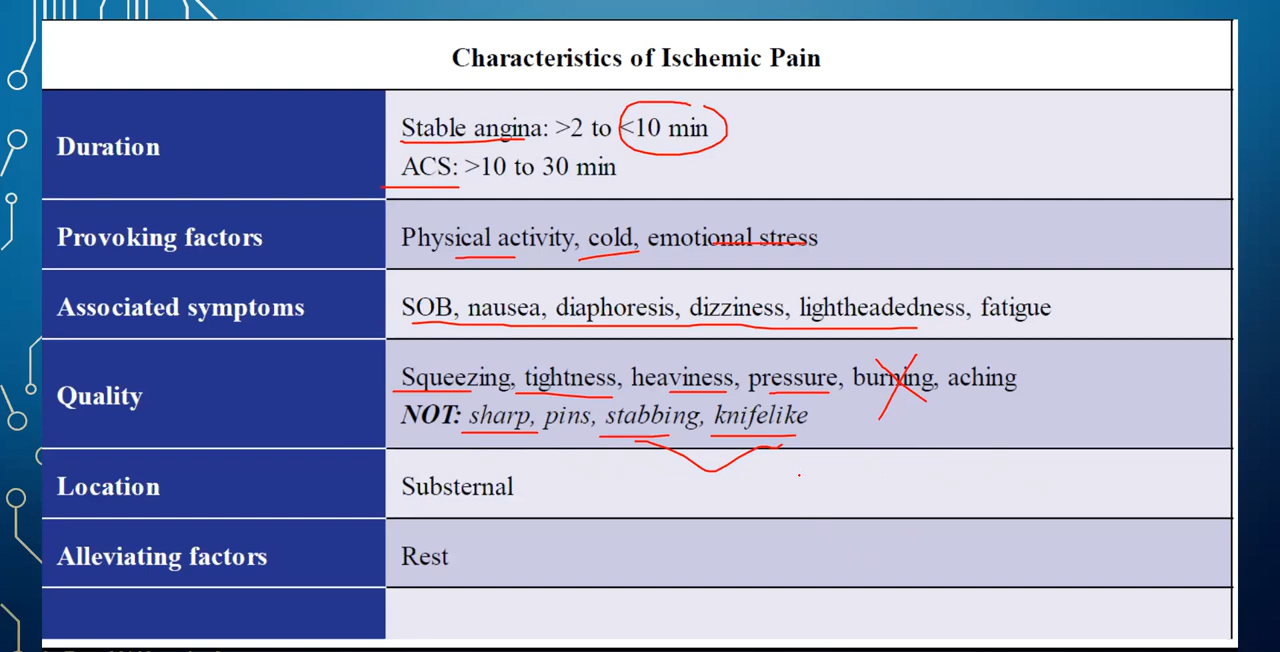 Characteristics of Ischemic Pain
Duration
Stable angina: >2 to <10 min
ACS: >10 to 30 min
Provoking factors
Physical activity, cold, emotional stress
Associated symptoms
SOB, nausea, diaphoresis, dizziness, lightheadedness, fatigue
Quality
Squeezing, tightness, heaviness, pressure, burning, aching
NOT: sharp, pins, stabbing, knifelike
Location
Substernal
Alleviating factors
Rest